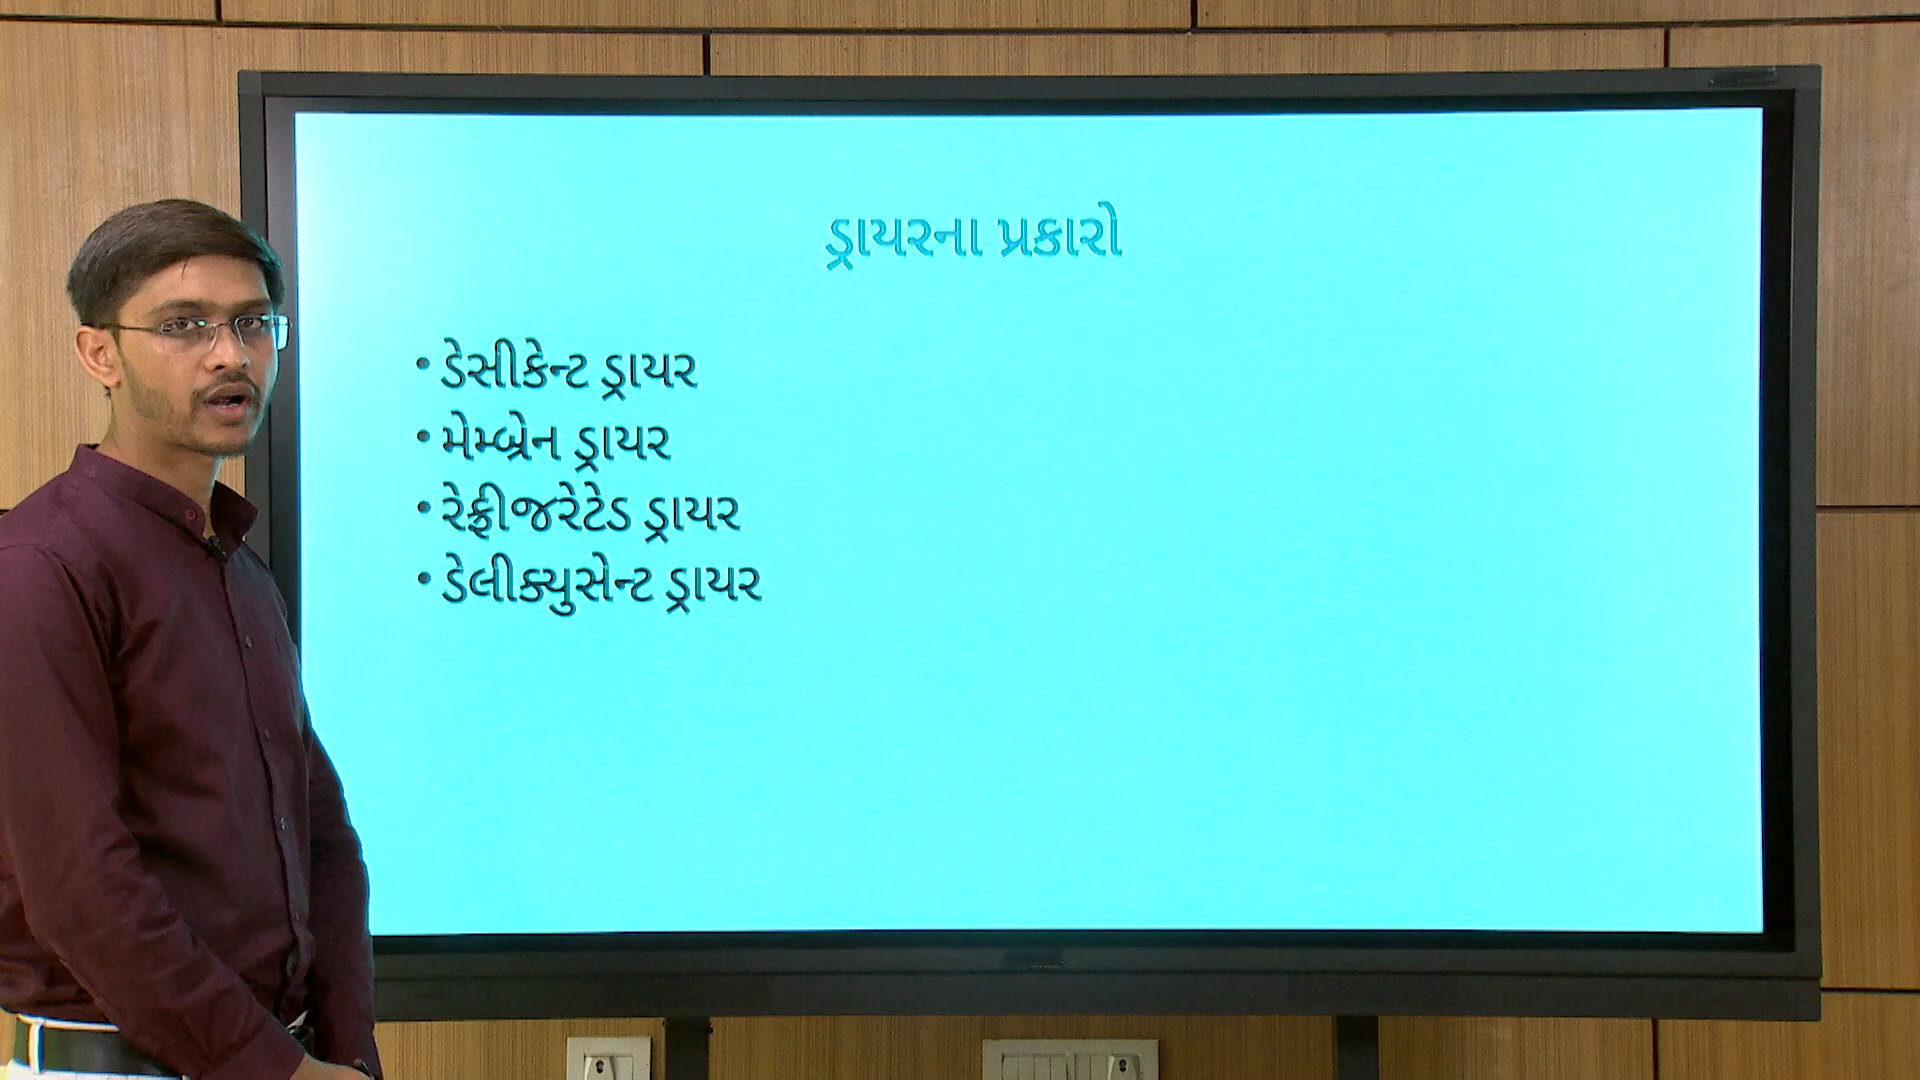 ડ્રાયરના પ્રકારો
• ડેસીકેન્ટ ડ્રાયર
• મેમ્બ્રેન ડ્રાયર
• રેફ્રીજરેટેડ ડ્રાયર
• ડેલીક્યુસેન્ટ ડ્રાયર